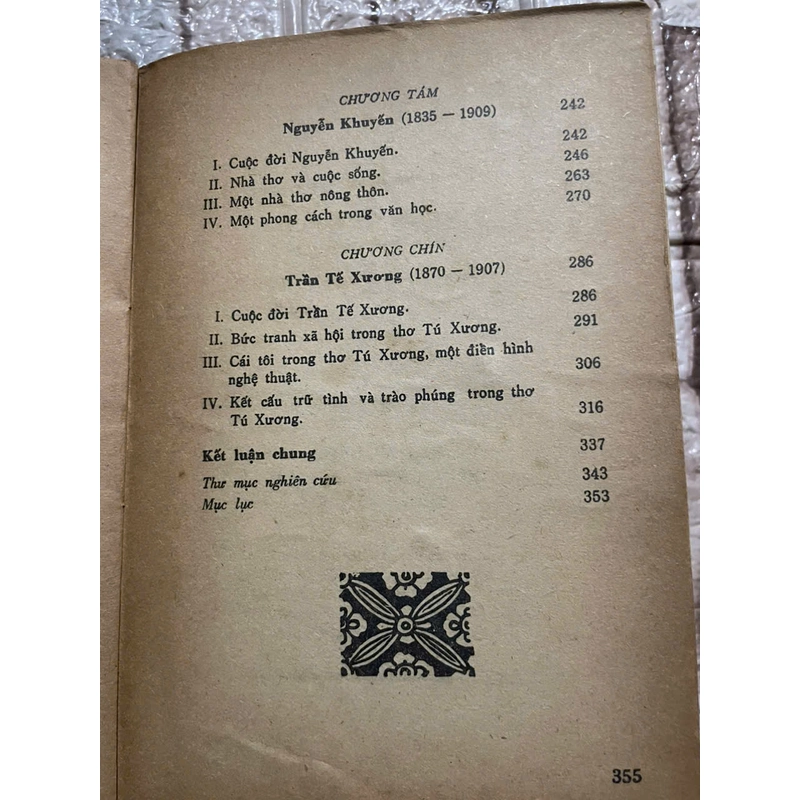 CHƯƠNG TÁM
Nguyễn Khuyến (1835 — 1909) 242
I. Cuộc đời Nguyễn Khuyến. 242
II. Nhà thơ và cuộc sống. 246
III. Một nhà thơ nông thôn. 263
IV. Một phong cách trong văn học. 270
CHƯƠNG CHÍN
Trần Tế Xương (1870 — 1907) 286
I. Cuộc đời Trần Tế Xương. 286
II. Bức tranh xã hội trong thơ Tú Xương. 291
III. Cái tôi trong thơ Tú Xương, một điển hình
nghệ thuật. 306
IV. Kết cấu trữ tình và trào phúng trong thơ
Tú Xương. 316
Kết luận chung 337
Thư mục nghiên cứu 343
Mục lục 353
355